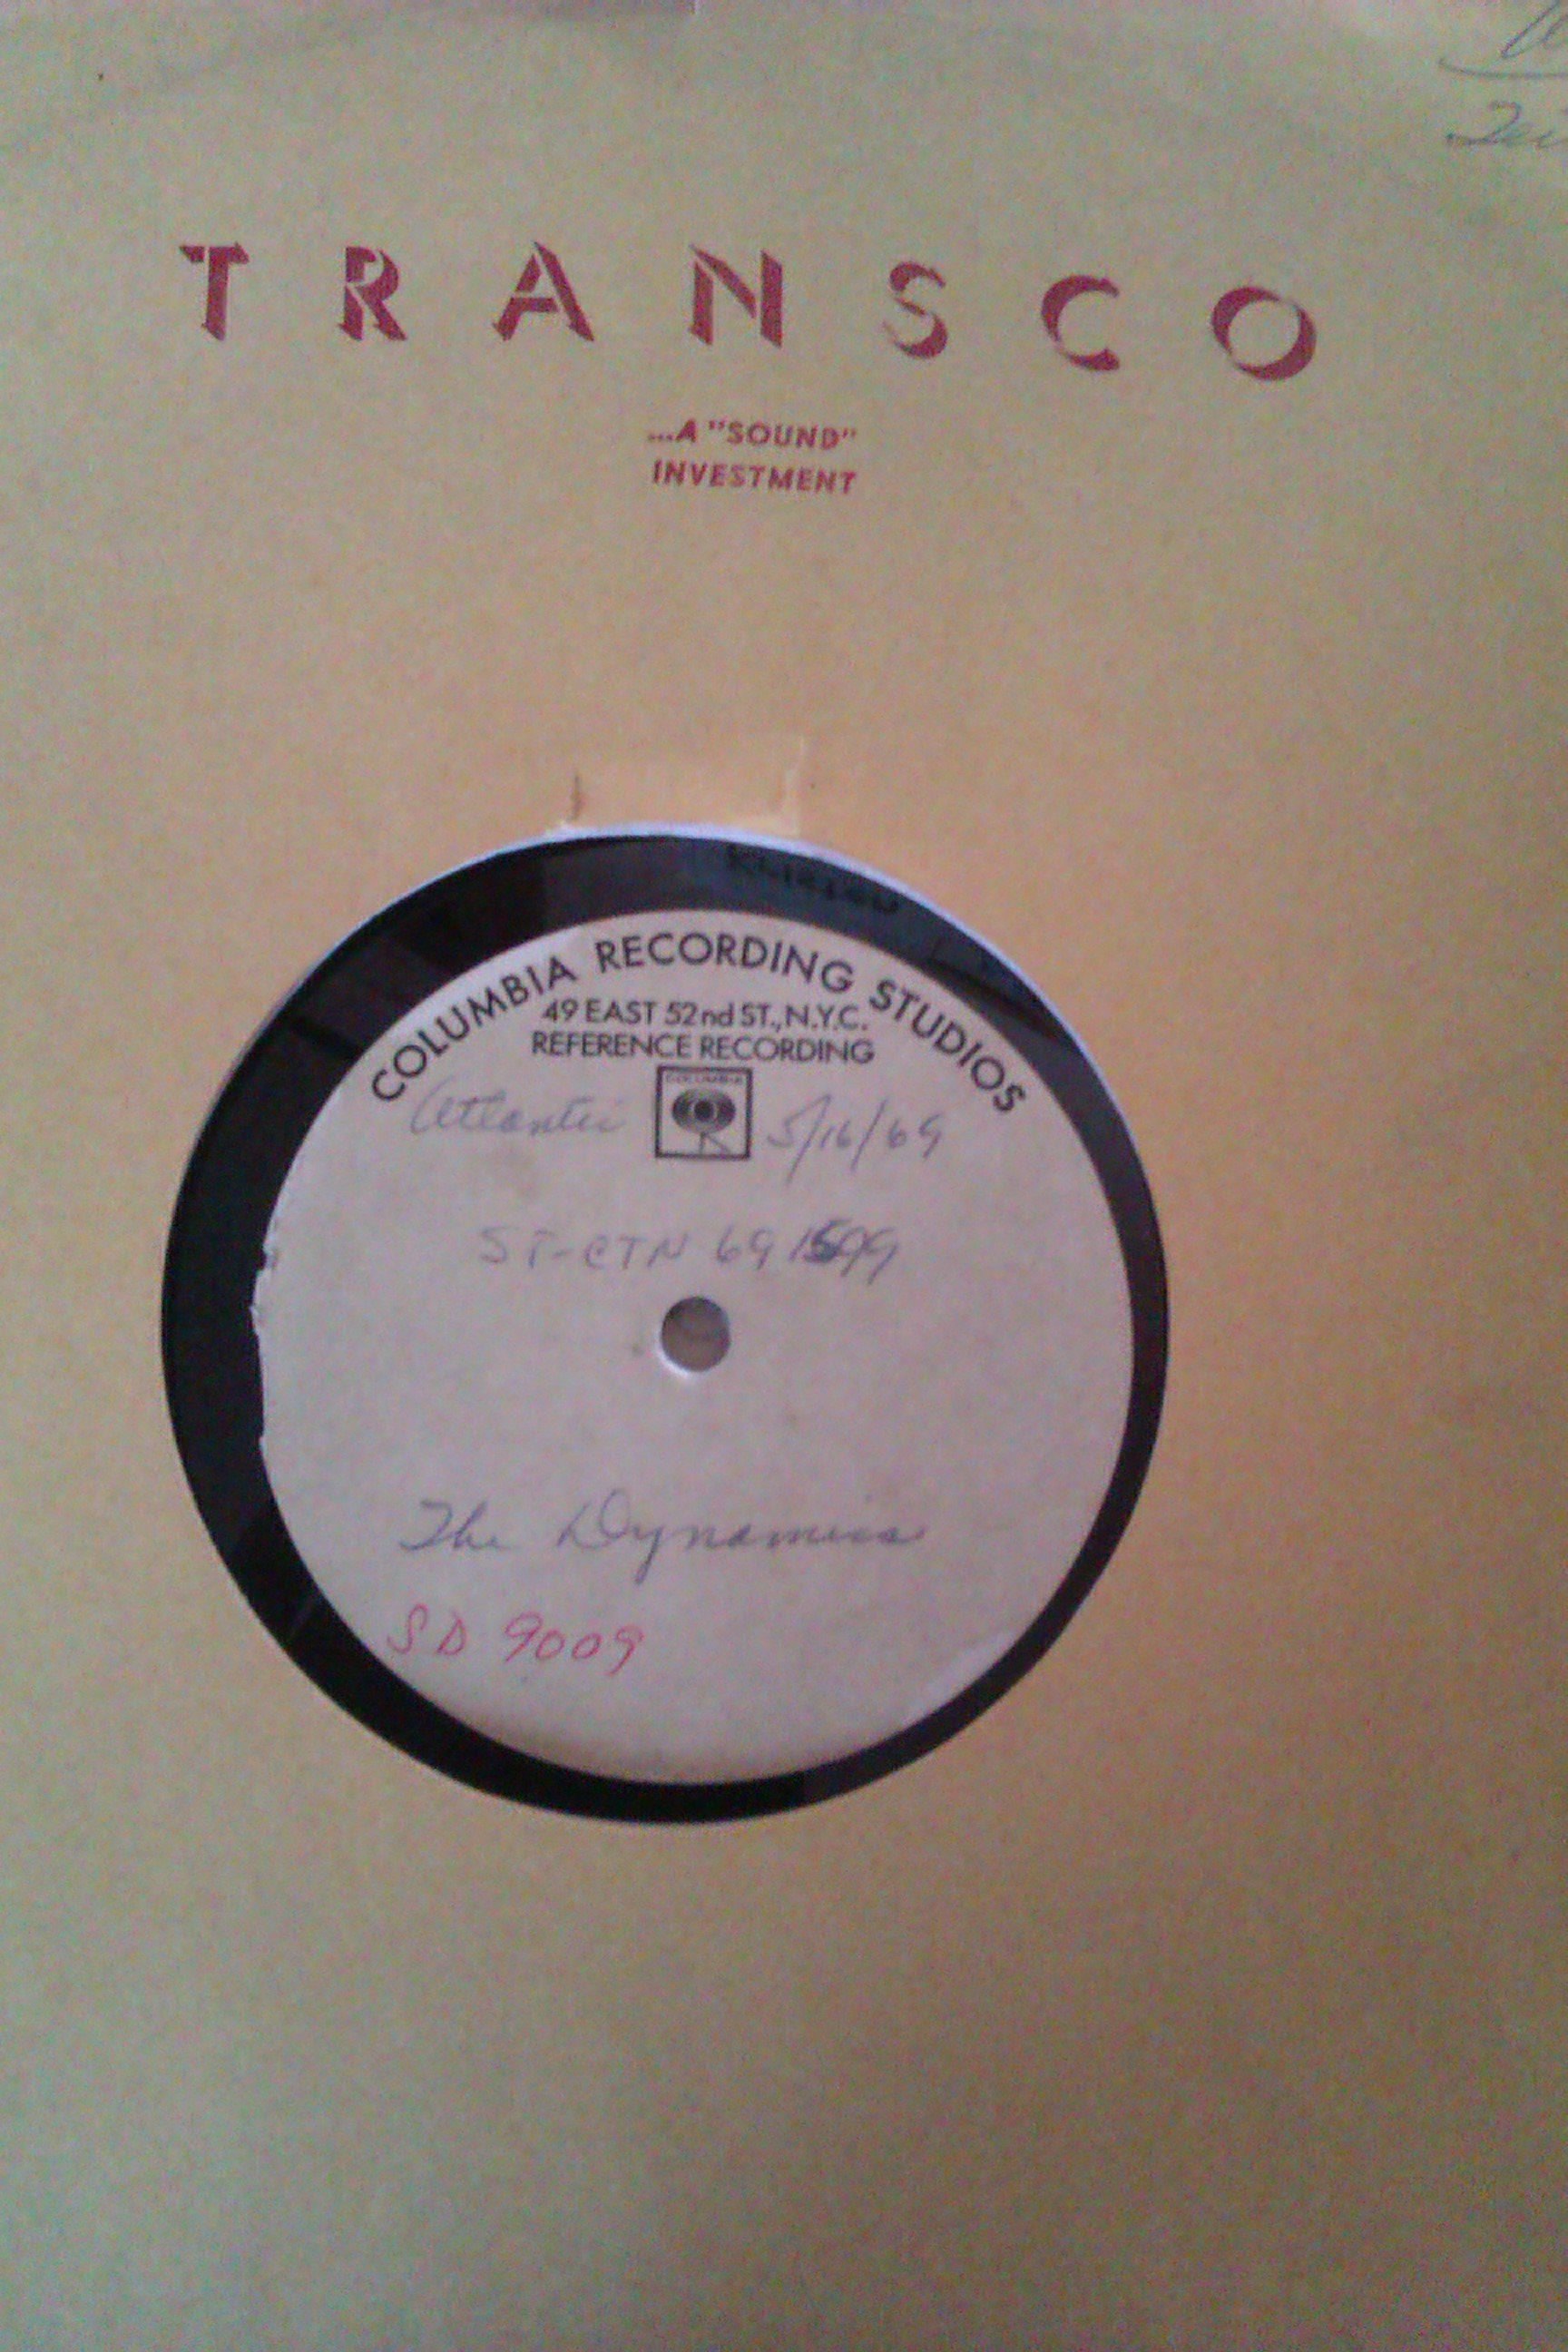 TRANSCO
..."A "SOUND"
INVESTMENT
COLUMBIA RECORDING STUDIOS
49 EAST 52nd ST., N.Y.C.
REFERENCE RECORDING
COLUMBIA
Atlantic 5/16/69
ST-CTN 69
The Dynamics
SD 9009